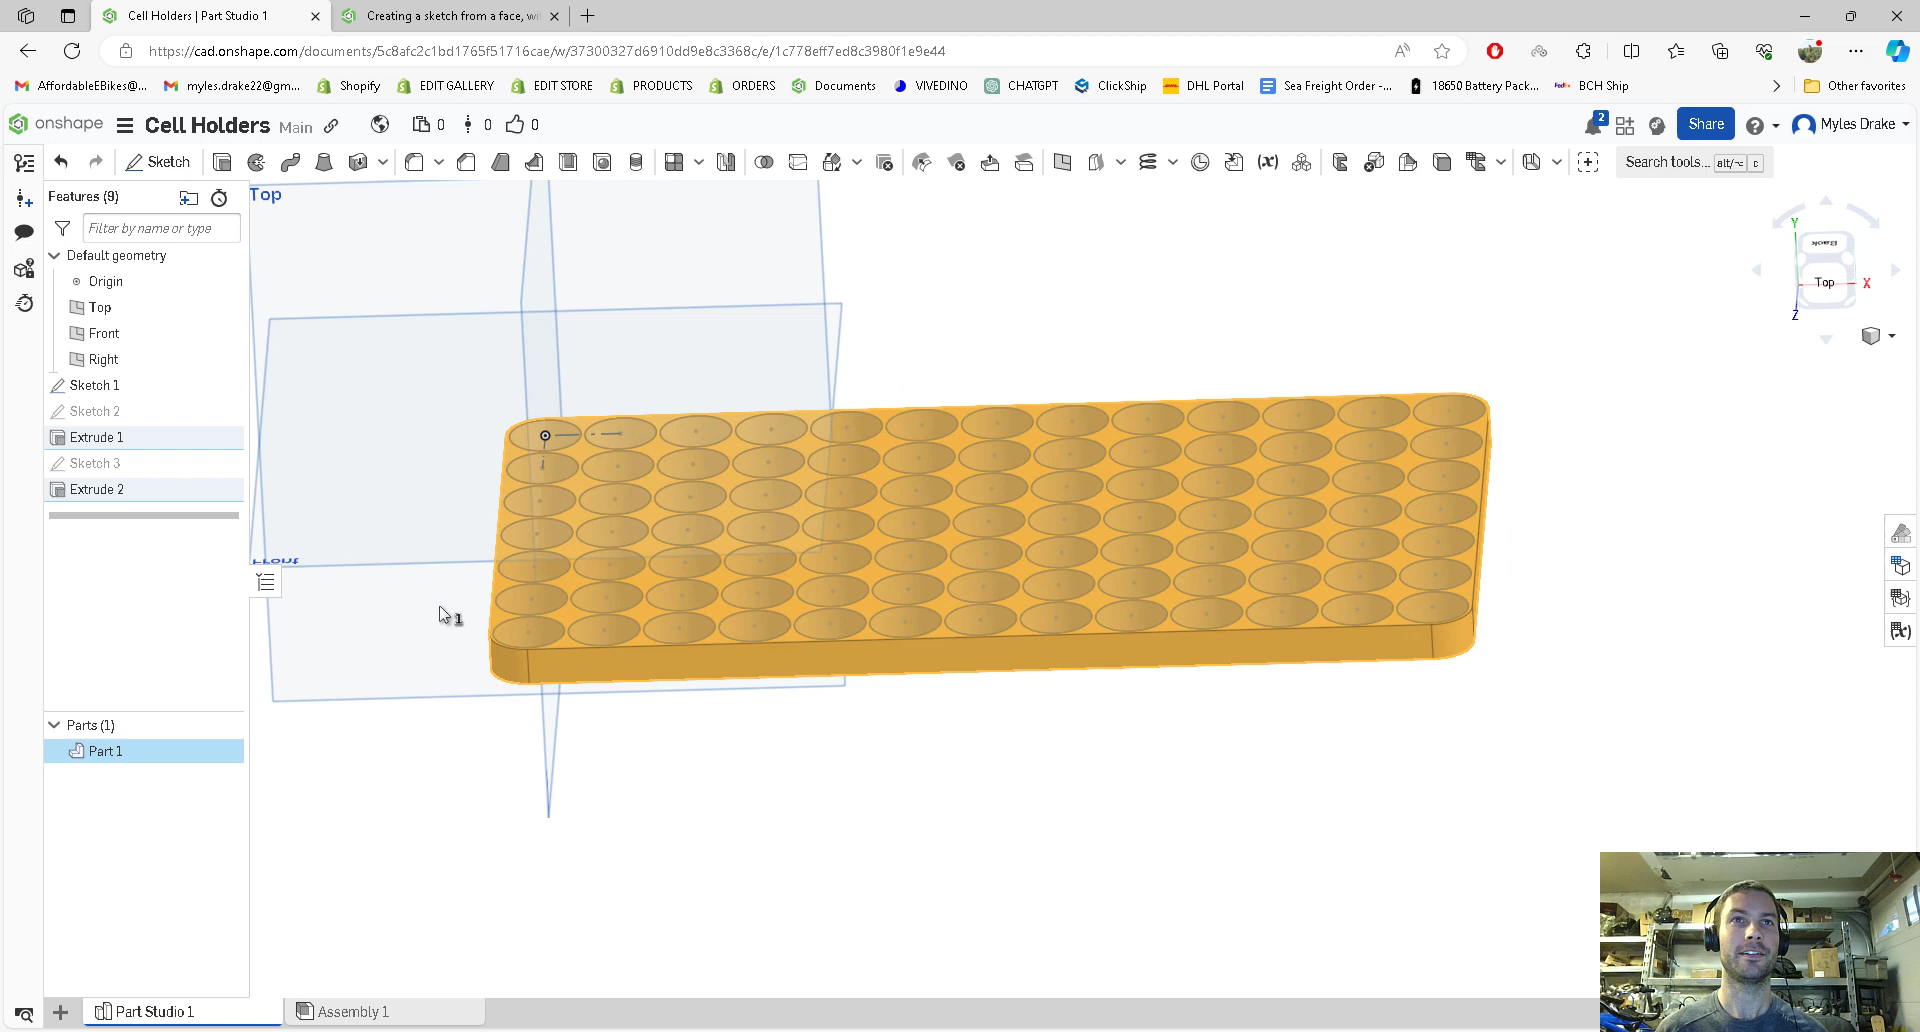 Cell Holders | Part Studio 1
Creating a sketch from a face, wi
https://cad.onshape.com/documents/5c8afc2c1bd1765f51716cae/w/37300327d6910dd9e8c3368c/e/1c778eff7ed8c3980f1e9e44
AffordableEBikes@...
myles.drake22@gm...
Shopify
EDIT GALLERY
EDIT STORE
PRODUCTS
ORDERS
Documents
VIVEDINO
CHATGPT
ClickShip
DHL Portal
Sea Freight Order -...
18650 Battery Pack...
BCH Ship
Other favorites
onshape
Cell Holders
Main
0
0
0
2
Share
Myles Drake
Sketch
Search tools...
alt/⌥
c
Features (9)
Filter by name or type
Default geometry
Origin
Top
Front
Right
Sketch 1
Sketch 2
Extrude 1
Sketch 3
Extrude 2
Parts (1)
Part 1
Top
Front
1
Y
Back
Top
X
Z
Part Studio 1
Assembly 1